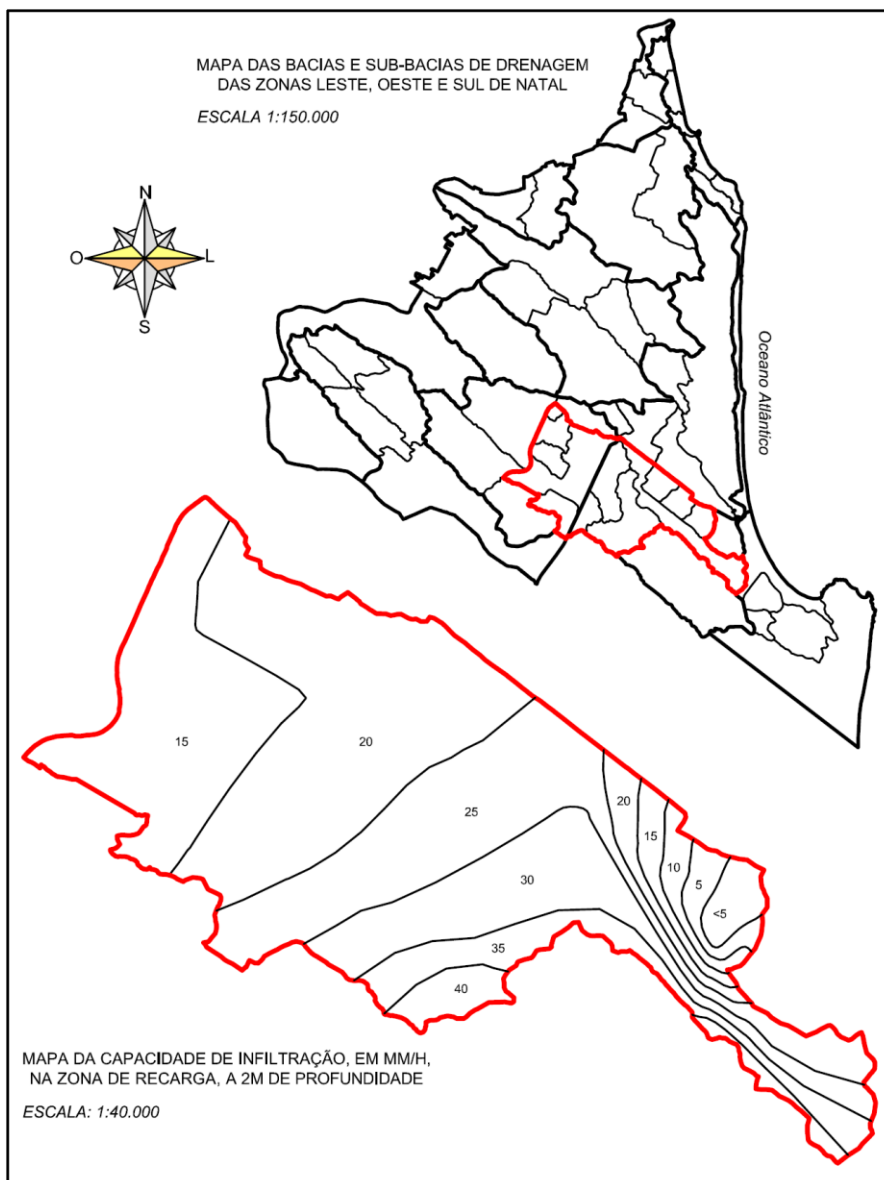 MAPA DAS BACIAS E SUB-BACIAS DE DRENAGEM
DAS ZONAS LESTE, OESTE E SUL DE NATAL
ESCALA 1:150.000
N
O
L
S
Oceano Atlântico
15
20
25
20
15
10
5
<5
30
35
40
MAPA DA CAPACIDADE DE INFILTRAÇÃO, EM MM/H,
NA ZONA DE RECARGA, A 2M DE PROFUNDIDADE
ESCALA: 1:40.000